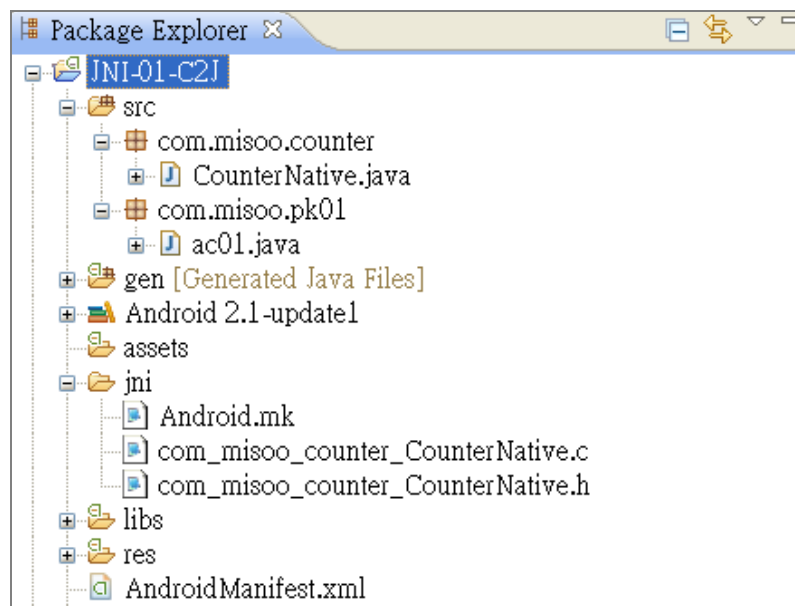 Package Explorer
JNI-01-C2J
src
com.misoo.counter
CounterNative.java
com.misoo.pk01
ac01.java
gen [Generated Java Files]
Android 2.1-update1
assets
jni
Android.mk
com_misoo_counter_CounterNative.c
com_misoo_counter_CounterNative.h
libs
res
AndroidManifest.xml